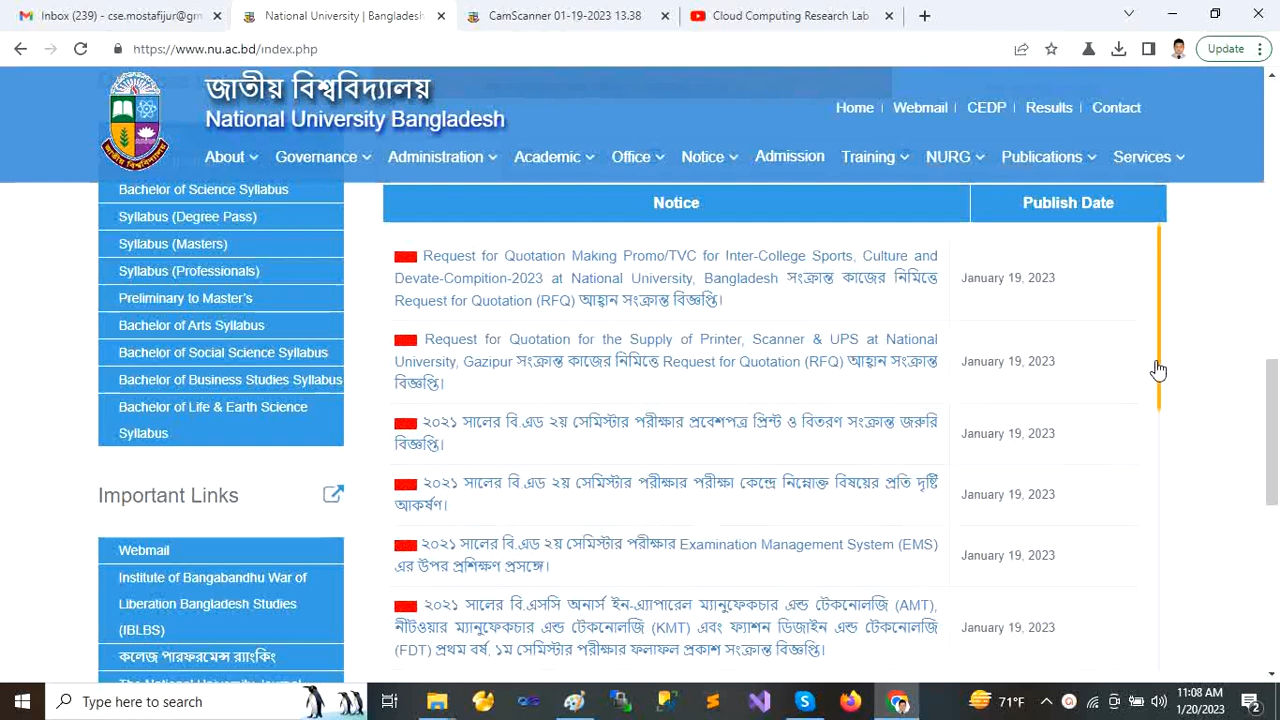 Inbox (239) - cse.mostafijur@gm
National University | Bangladesh
CamScanner 01-19-2023 13.38
Cloud Computing Research Lab
https://www.nu.ac.bd/index.php
Update
জাতীয় বিশ্ববিদ্যালয়
National University Bangladesh
Home Webmail CEDP Results Contact
About Governance Administration Academic Office Notice Admission Training NURG Publications Services
Bachelor of Science Syllabus
Syllabus (Degree Pass)
Syllabus (Masters)
Syllabus (Professionals)
Preliminary to Master's
Bachelor of Arts Syllabus
Bachelor of Social Science Syllabus
Bachelor of Business Studies Syllabus
Bachelor of Life & Earth Science
Syllabus
Important Links
Webmail
Institute of Bangabandhu War of
Liberation Bangladesh Studies
(IBLBS)
কলেজ পারফরমেন্স র‍্যাংকিং
The National University Journal
Notice Publish Date
Request for Quotation Making Promo/TVC for Inter-College Sports, Culture and
Devate-Compition-2023 at National University, Bangladesh সংক্রান্ত কাজের নিমিত্তে
Request for Quotation (RFQ) আহ্বান সংক্রান্ত বিজ্ঞপ্তি।
January 19, 2023
Request for Quotation for the Supply of Printer, Scanner & UPS at National
University, Gazipur সংক্রান্ত কাজের নিমিত্তে Request for Quotation (RFQ) আহ্বান সংক্রান্ত
বিজ্ঞপ্তি।
January 19, 2023
২০২১ সালের বি.এড ২য় সেমিস্টার পরীক্ষার প্রবেশপত্র প্রিন্ট ও বিতরণ সংক্রান্ত জরুরি
বিজ্ঞপ্তি।
January 19, 2023
২০২১ সালের বি.এড ২য় সেমিস্টার পরীক্ষার পরীক্ষা কেন্দ্রে নিম্নোক্ত বিষয়ের প্রতি দৃষ্টি
আকর্ষণ।
January 19, 2023
২০২১ সালের বি.এড ২য় সেমিস্টার পরীক্ষার Examination Management System (EMS)
এর উপর প্রশিক্ষণ প্রসঙ্গে।
January 19, 2023
২০২১ সালের বি.এসসি অনার্স ইন-এ্যাপারেল ম্যানুফেকচার এন্ড টেকনোলজি (AMT),
নীটওয়ার ম্যানুফেকচার এন্ড টেকনোলজি (KMT) এবং ফ্যাশন ডিজাইন এন্ড টেকনোলজি
(FDT) প্রথম বর্ষ, ১ম সেমিস্টার পরীক্ষার ফলাফল প্রকাশ সংক্রান্ত বিজ্ঞপ্তি।
January 19, 2023
Type here to search
71°F
11:08 AM
1/20/2023
2